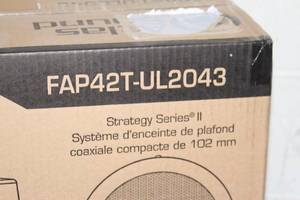 FAP42T-UL2043
Strategy Series® II
Système d'enceinte de plafond
coaxiale compacte de 102 mm